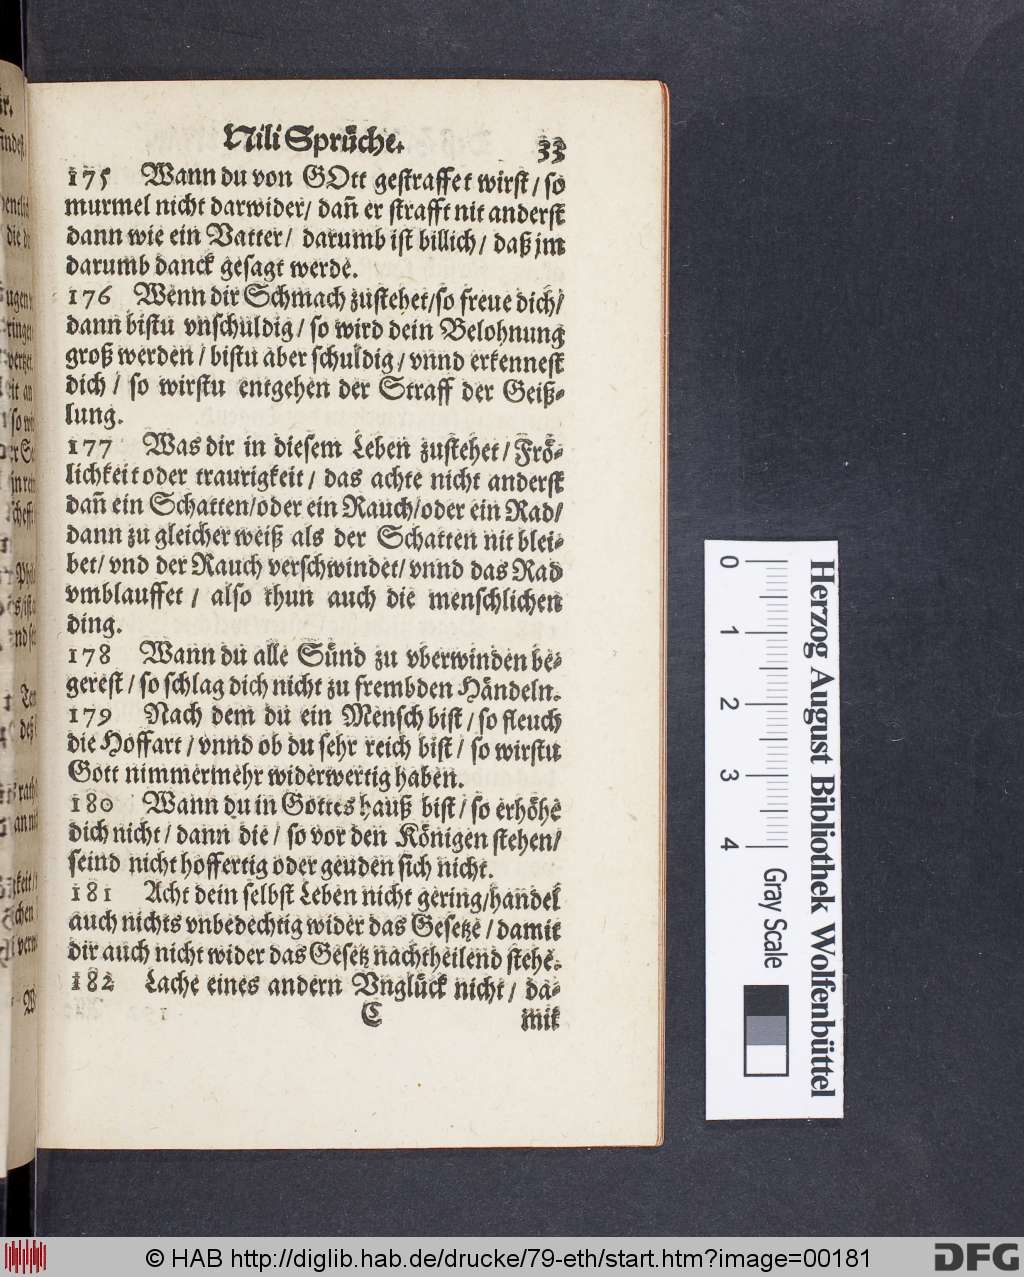 Nili Sprüche. 33
175 Wann du von GOtt gestraffet wirst / so
murmel nicht darwider / dañ er strafft nit anderst
dann wie ein Vatter / darumb ist billich / daß jm
darumb danck gesagt werde.
176 Wenn dir Schmach zustehet / so freue dich /
dann bistu vnschuldig / so wird dein Belohnung
groß werden / bistu aber schuldig / vnnd erkennest
dich / so wirstu entgehen der Straff der Geiß-
lung.
177 Was dir in diesem Leben zustehet / Frö-
lichkeit oder traurigkeit / das achte nicht anderst
dañ ein Schatten / oder ein Rauch / oder ein Rad /
dann zu gleicher weiß als der Schatten nit blei-
bet / vnd der Rauch verschwindet / vnnd das Rad
vmblauffet / also thun auch die menschlichen
ding.
178 Wann du alle Sünd zu vberwinden be-
gerest / so schlag dich nicht zu frembden Händeln.
179 Nach dem du ein Mensch bist / so fleuch
die Hoffart / vnnd ob du sehr reich bist / so wirstu
Gott nimmermehr widerwertig haben.
180 Wann du in Gottes hauß bist / so erhöhe
dich nicht / dann die / so vor den Königen stehen /
seind nicht hoffertig oder geuden sich nicht.
181 Acht dein selbst Leben nicht gering / handel
auch nichts vnbedechtig wider das Gesetze / damit
dir auch nicht wider das Gesetz nachtheilend stehe.
182 Lache eines andern Vnglück nicht / da-
C mit
0 1 2 3 4
Gray Scale
Herzog August Bibliothek Wolfenbüttel
© HAB http://diglib.hab.de/drucke/79-eth/start.htm?image=00181
DFG